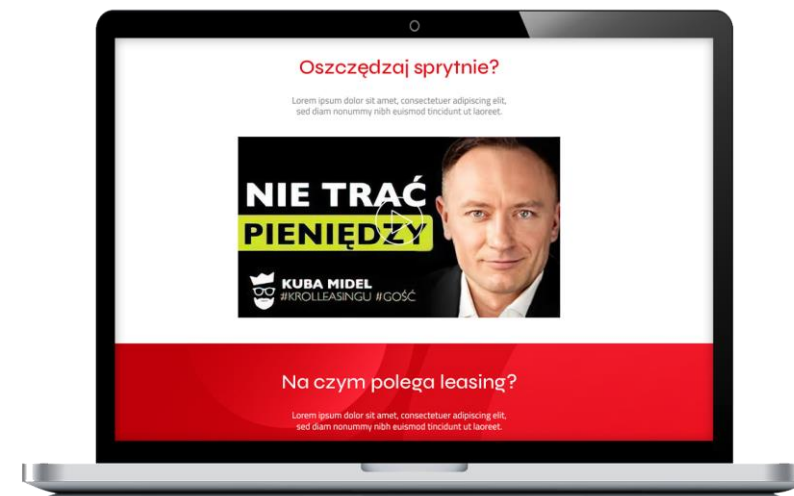 Oszczędzaj sprytnie?
Lorem ipsum dolor sit amet, consectetuer adipiscing elit,
sed diam nonummy nibh euismod tincidunt ut laoreet.
NIE TRAĆ
PIENIĘDZY
KUBA MIDEL
#KROLLEASINGU #GOŚĆ
Na czym polega leasing?
Lorem ipsum dolor sit amet, consectetuer adipiscing elit,
sed diam nonummy nibh euismod tincidunt ut laoreet.